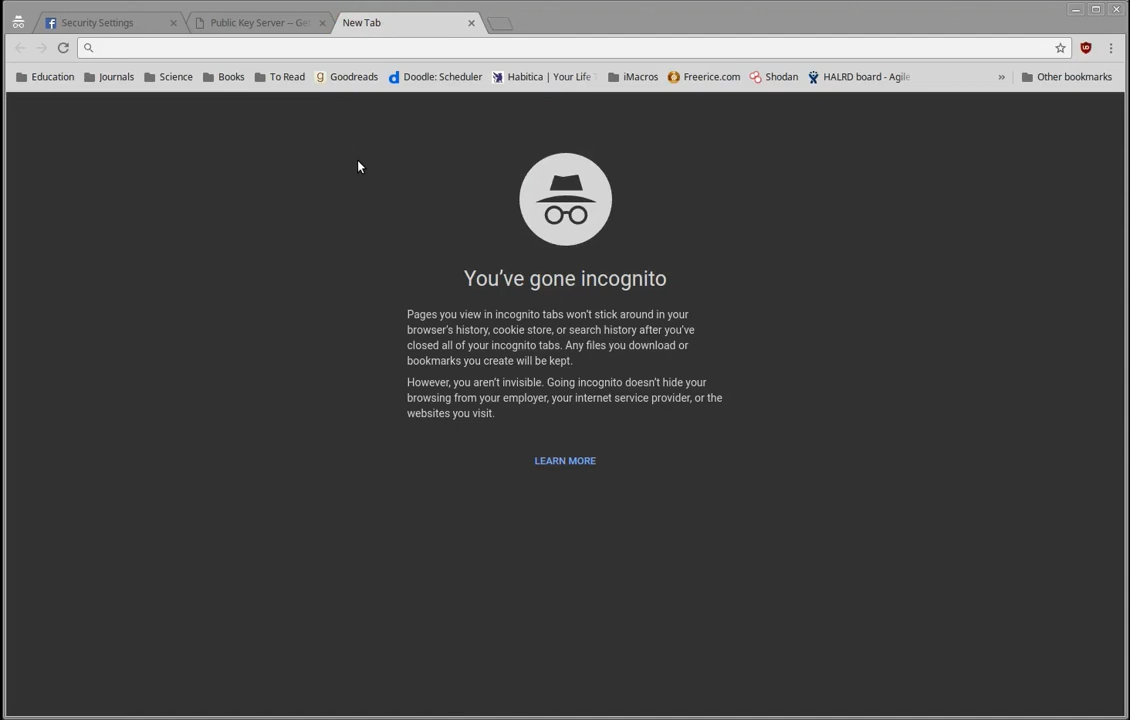 Security Settings
Public Key Server -- Get
New Tab
Education
Journals
Science
Books
To Read
Goodreads
Doodle: Scheduler
Habitica | Your Life
iMacros
Freerice.com
Shodan
HALRD board - Agile
»
Other bookmarks
You’ve gone incognito
Pages you view in incognito tabs won’t stick around in your
browser’s history, cookie store, or search history after you’ve
closed all of your incognito tabs. Any files you download or
bookmarks you create will be kept.
However, you aren’t invisible. Going incognito doesn’t hide your
browsing from your employer, your internet service provider, or the
websites you visit.
LEARN MORE